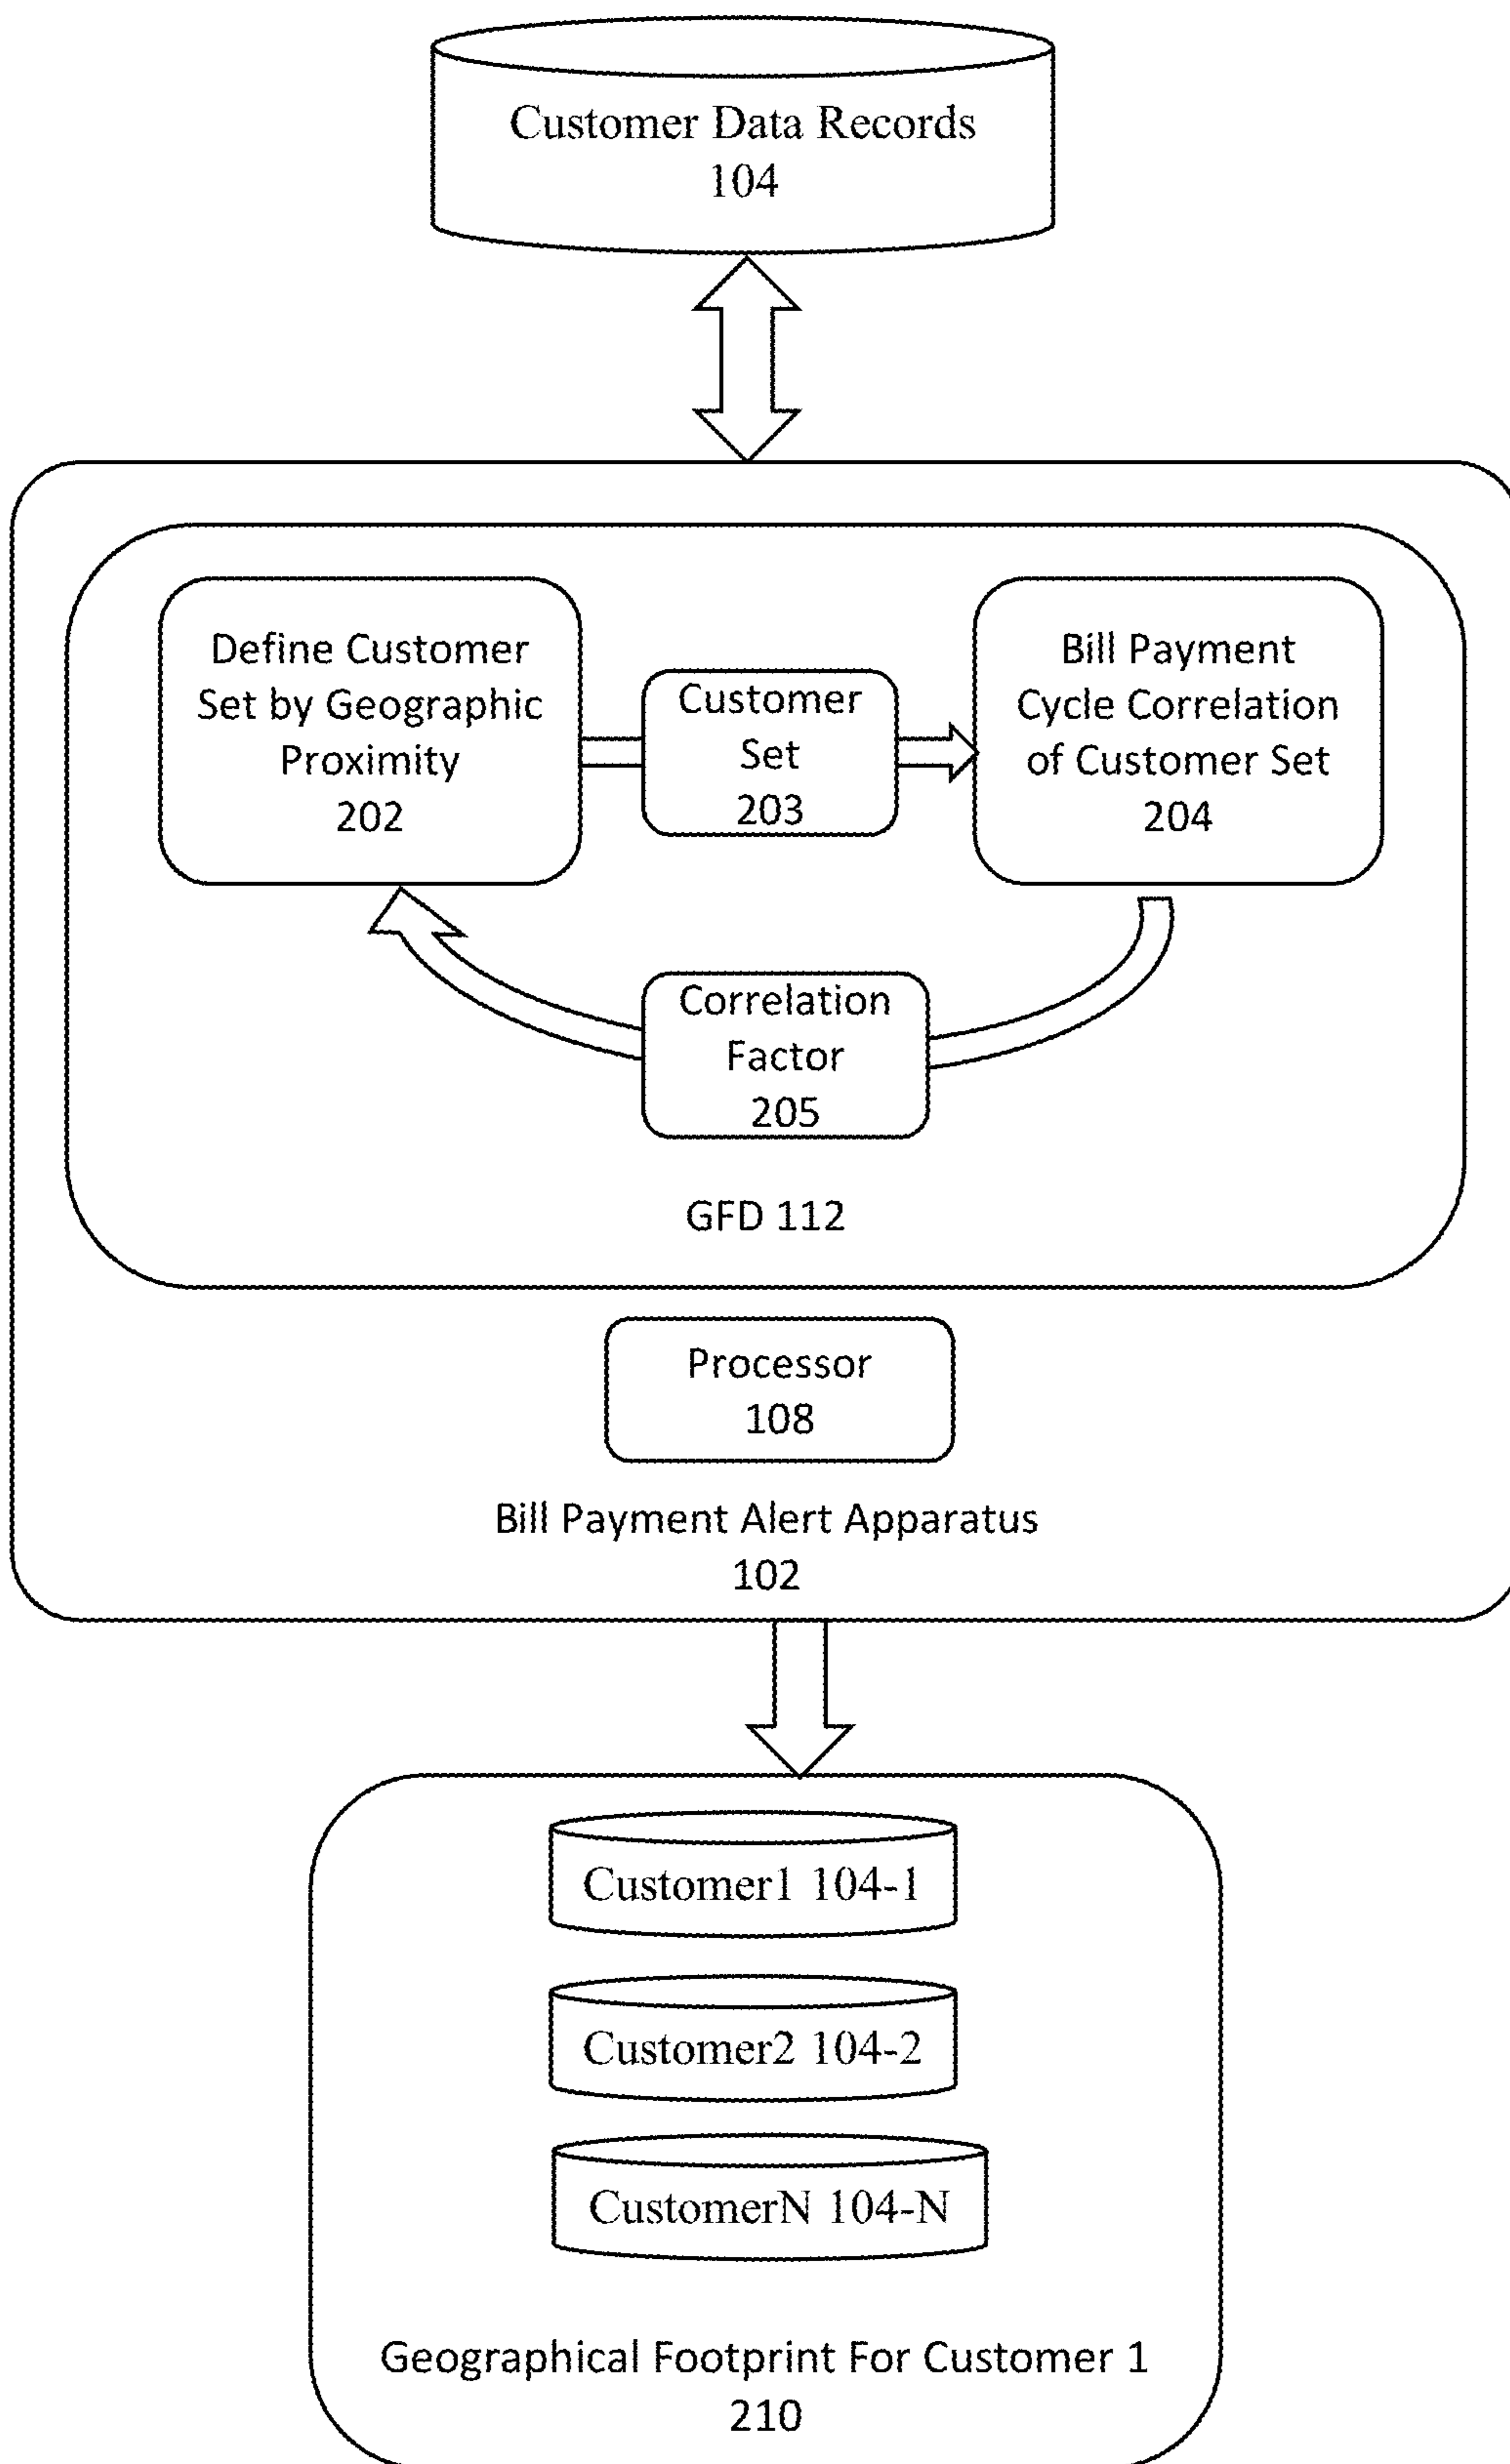 Customer Data Records
104
Define Customer
Set by Geographic
Proximity
202
Customer
Set
203
Bill Payment
Cycle Correlation
of Customer Set
204
Correlation
Factor
205
GFD 112
Processor
108
Bill Payment Alert Apparatus
102
Customer1 104-1
Customer2 104-2
CustomerN 104-N
Geographical Footprint For Customer 1
210